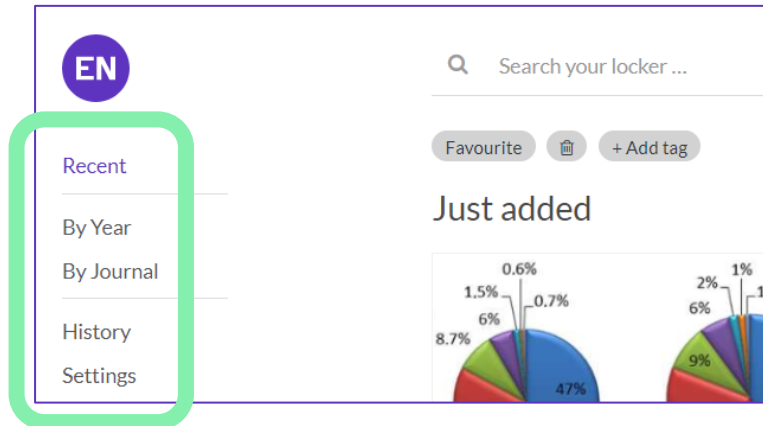 EN
Search your locker ...
Recent
By Year
By Journal
History
Settings
Favourite
+ Add tag
Just added
0.6%
1.5%
0.7%
6%
8.7%
47%
1%
2%
6%
9%